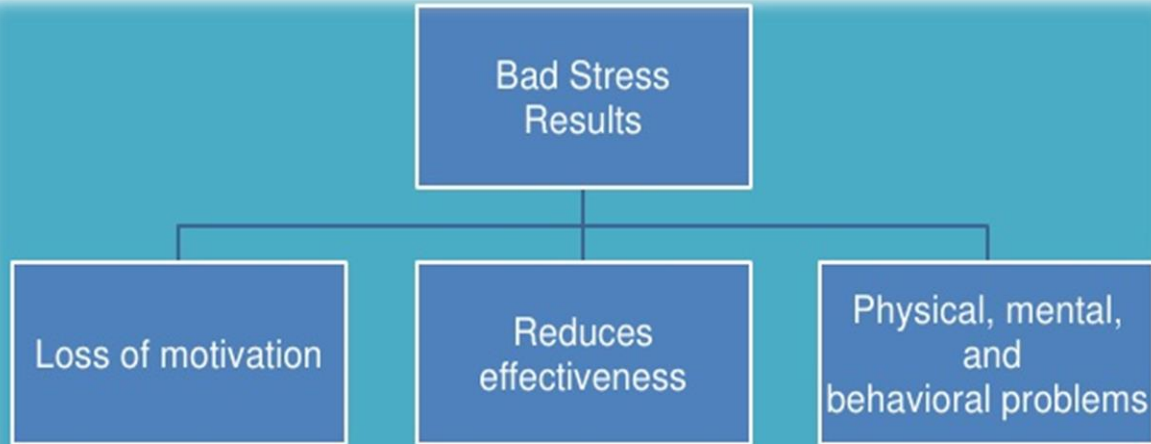 Bad Stress
Results
Loss of motivation
Reduces
effectiveness
Physical, mental,
and
behavioral problems